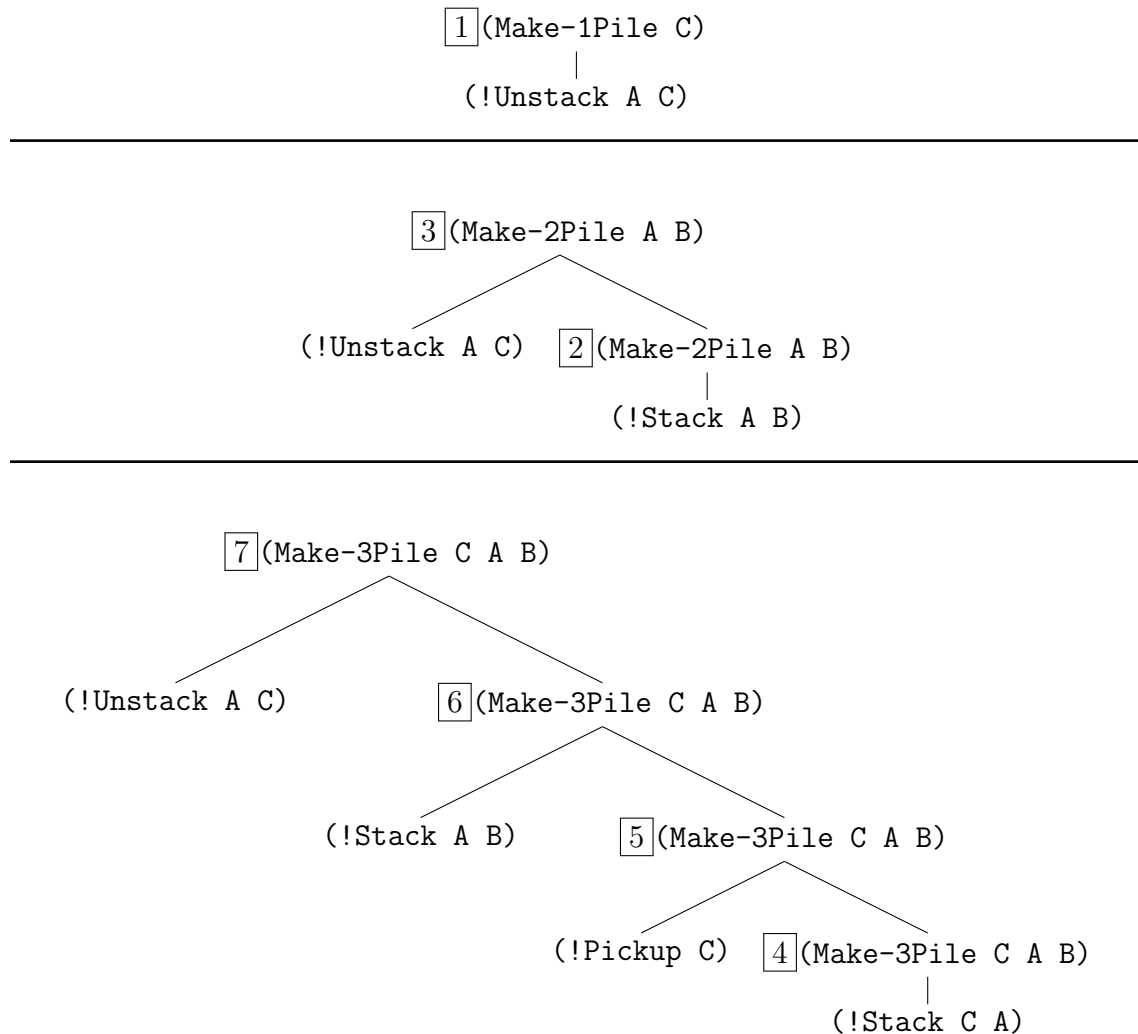 1 (Make-1Pile C)
(!Unstack A C)
3 (Make-2Pile A B)
(!Unstack A C) 2 (Make-2Pile A B)
(!Stack A B)
7 (Make-3Pile C A B)
(!Unstack A C) 6 (Make-3Pile C A B)
(!Stack A B) 5 (Make-3Pile C A B)
(!Pickup C) 4 (Make-3Pile C A B)
(!Stack C A)